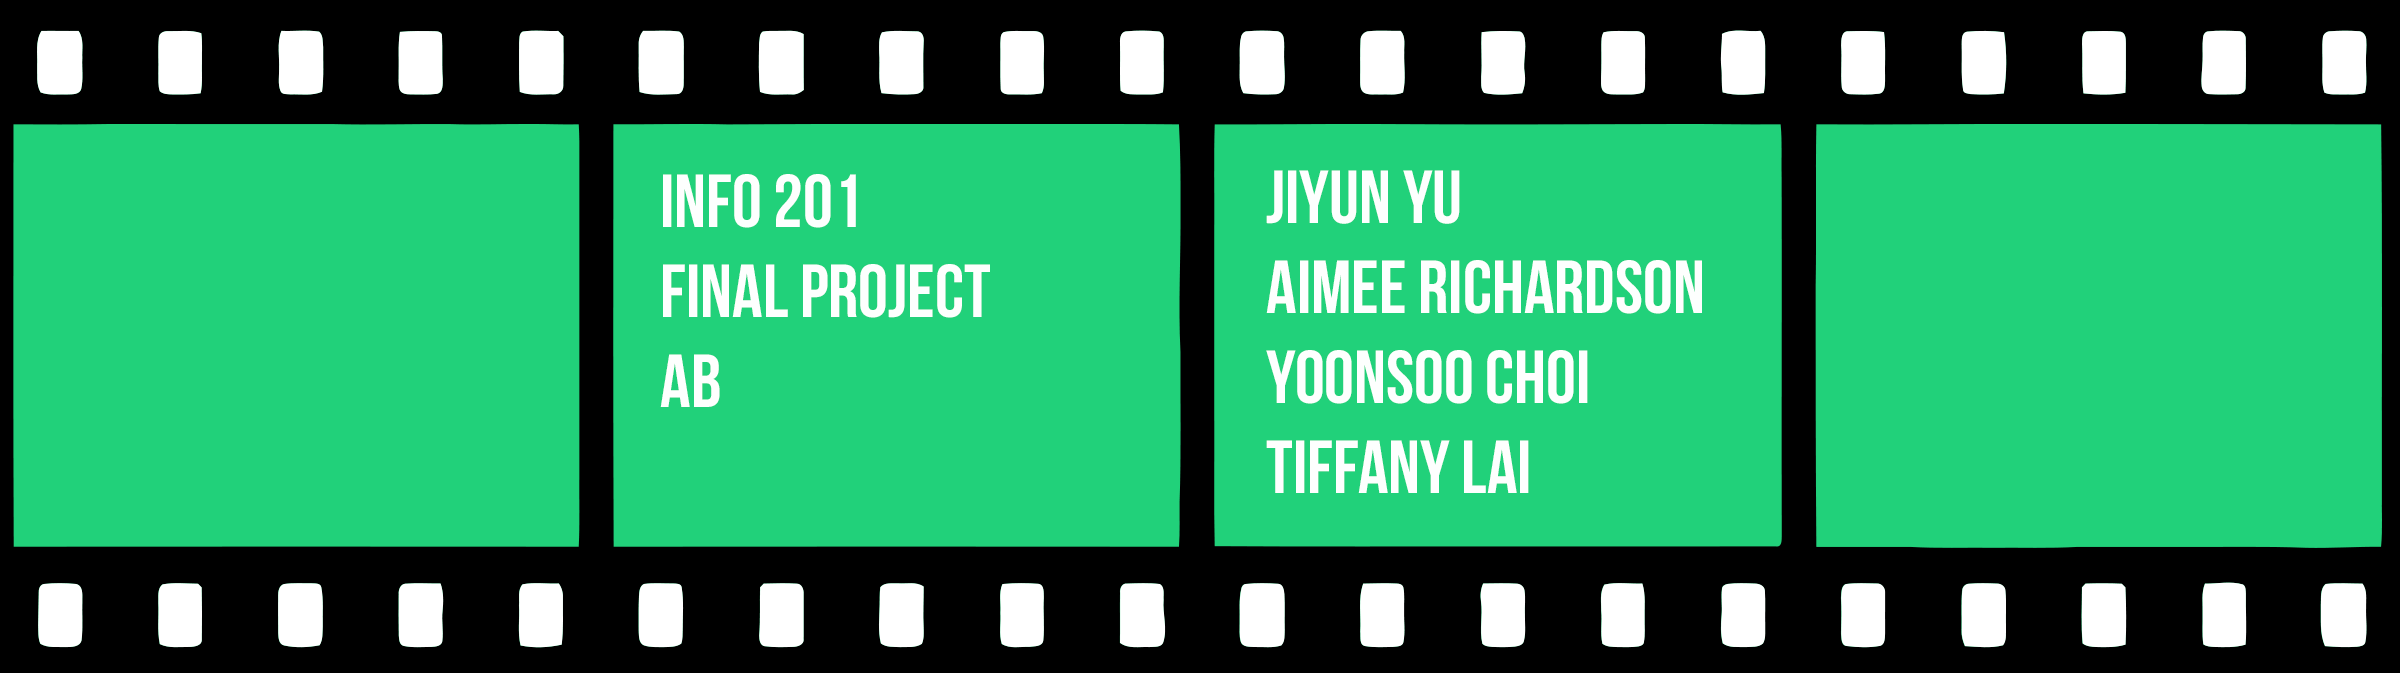 INFO 201
FINAL PROJECT
AB
JIYUN YU
AIMEE RICHARDSON
YOONSOO CHOI
TIFFANY LAI